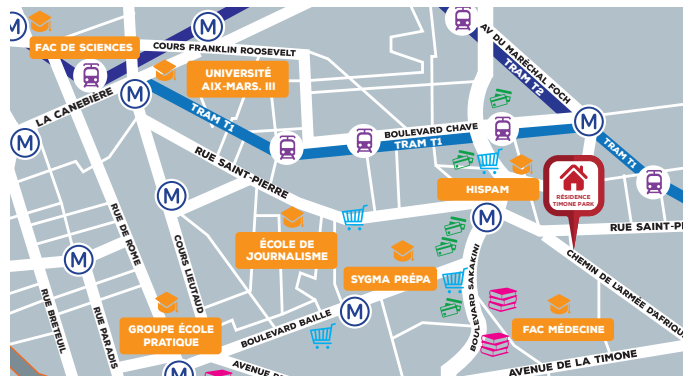 M
M
FAC DE SCIENCES
COURS FRANKLIN ROOSEVELT
AV DU MARÉCHAL FOCH
TRAM T2
UNIVERSITÉ
AIX-MARS. III
LA CANEBIÈRE
M
M
TRAM T1
BOULEVARD CHAVE
TRAM T1
M
TRAM T1
RUE SAINT-PIERRE
HISPAM
RÉSIDENCE
TIMONE PARK
M
M
RUE SAINT-PI
RUE DE ROME
COURS LIEUTAUD
ÉCOLE DE
JOURNALISME
M
SYGMA PRÉPA
BOULEVARD SAKAKINI
CHEMIN DE L'ARMÉE D'AFRIQU
RUE BRETEUIL
RUE PARADIS
GROUPE ÉCOLE
PRATIQUE
BOULEVARD BAILLE
M
FAC MÉDECINE
M
AVENUE D
AVENUE DE LA TIMONE